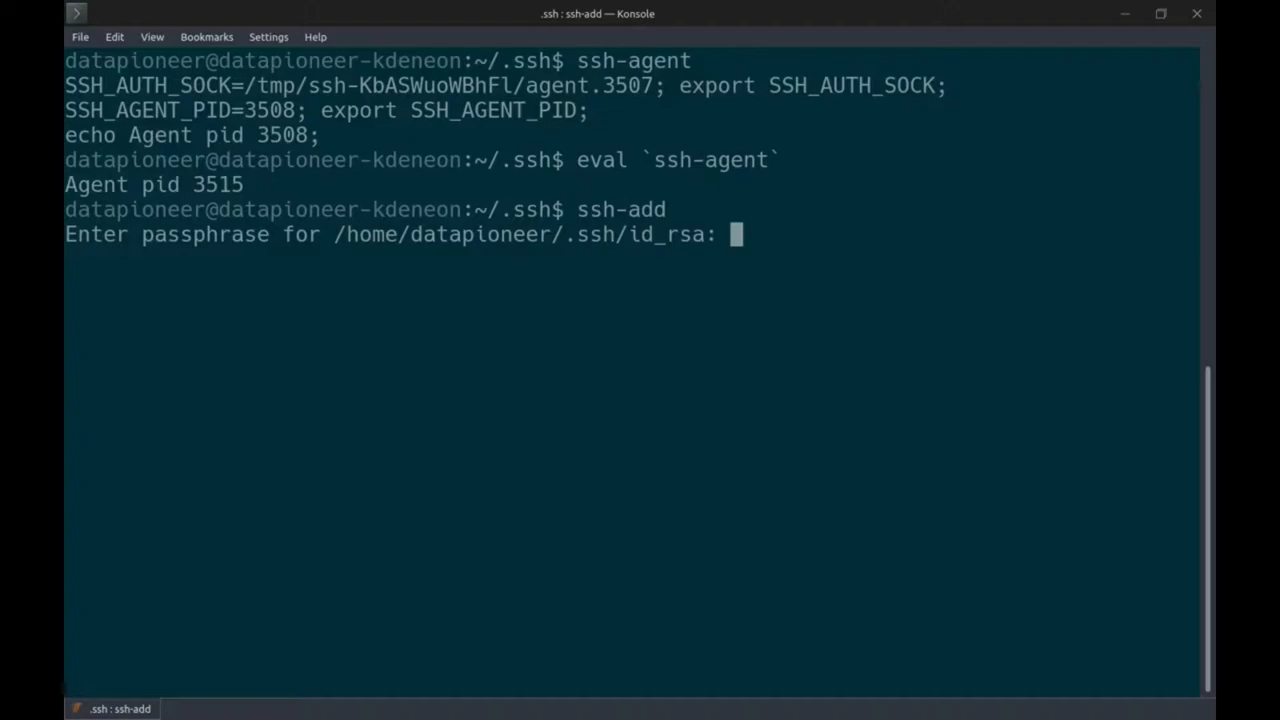 .ssh : ssh-add — Konsole
File Edit View Bookmarks Settings Help
datapioneer@datapioneer-kdeneon:~/.ssh$ ssh-agent
SSH_AUTH_SOCK=/tmp/ssh-KbASWuoWBhFl/agent.3507; export SSH_AUTH_SOCK;
SSH_AGENT_PID=3508; export SSH_AGENT_PID;
echo Agent pid 3508;
datapioneer@datapioneer-kdeneon:~/.ssh$ eval `ssh-agent`
Agent pid 3515
datapioneer@datapioneer-kdeneon:~/.ssh$ ssh-add
Enter passphrase for /home/datapioneer/.ssh/id_rsa:
.ssh : ssh-add